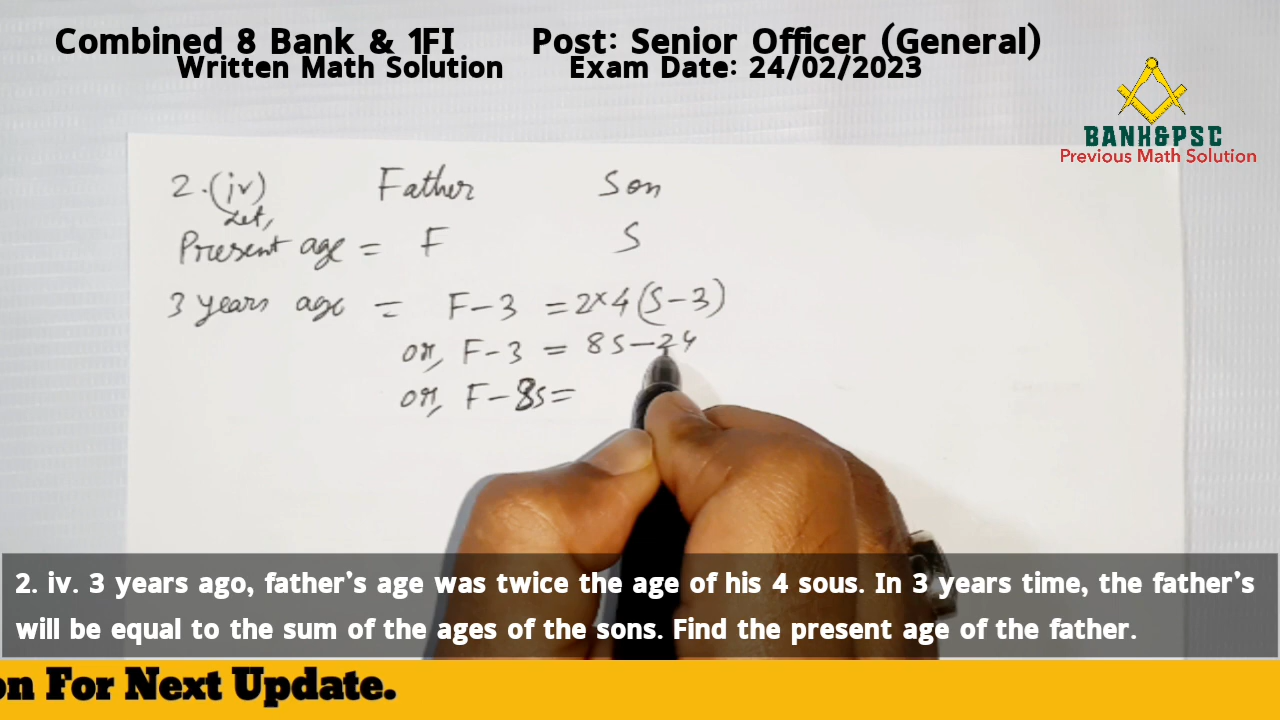 Combined 8 Bank & 1FI Post: Senior Officer (General)
Written Math Solution Exam Date: 24/02/2023
BANK&PSC
Previous Math Solution
2.(iv) Father Son
Let,
Present age = F S
3 years ago = F-3 = 2×4(S-3)
or, F-3 = 8S-24
or, F-8S=
2. iv. 3 years ago, father's age was twice the age of his 4 sous. In 3 years time, the father's
will be equal to the sum of the ages of the sons. Find the present age of the father.
on For Next Update.